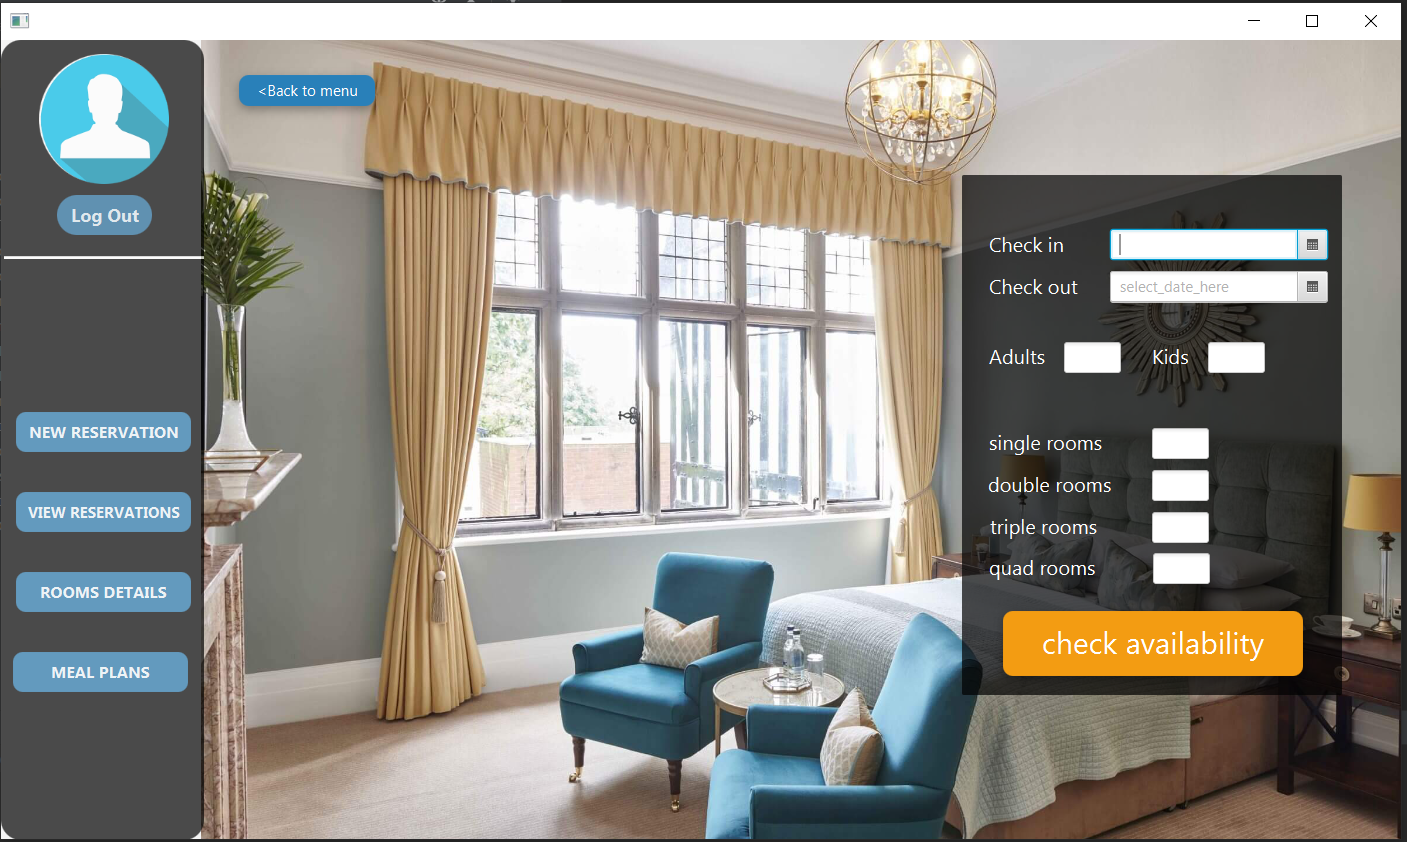 <Back to menu
Log Out
NEW RESERVATION
VIEW RESERVATIONS
ROOMS DETAILS
MEAL PLANS
Check in
Check out select_date_here
Adults Kids
single rooms
double rooms
triple rooms
quad rooms
check availability